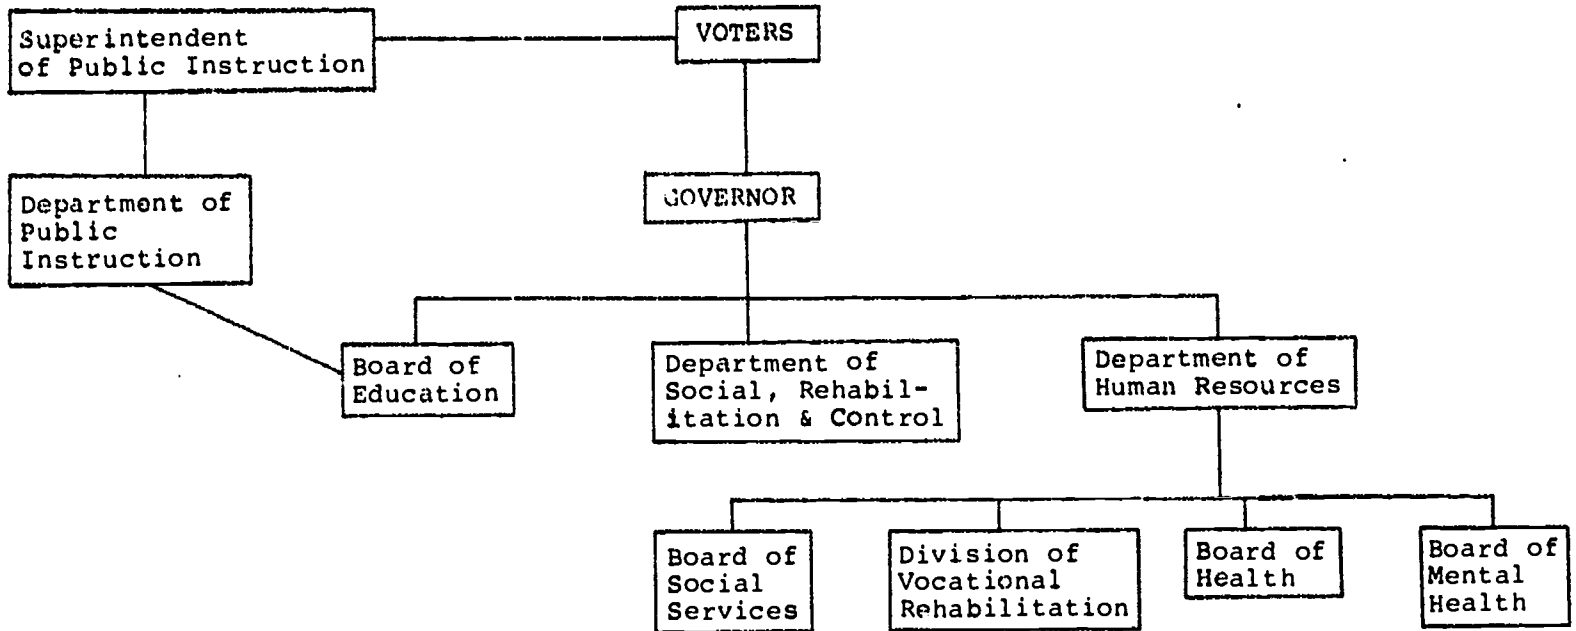 Superintendent
of Public Instruction
VOTERS
Department of
Public
Instruction
GOVERNOR
Board of
Education
Department of
Social, Rehabil-
itation & Control
Department of
Human Resources
Board of
Social
Services
Division of
Vocational
Rehabilitation
Board of
Health
Board of
Mental
Health